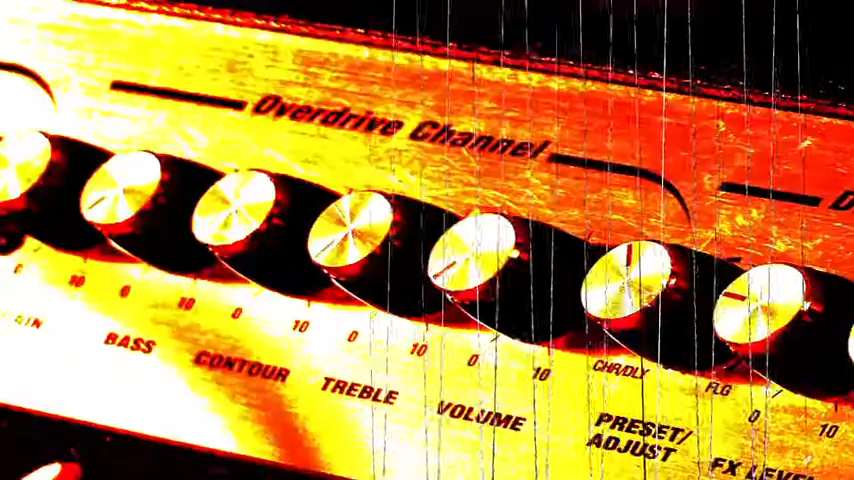 Overdrive Channel
D
0 10 0 10 0 10 0 10 0 10
CHR/DLY FLG 0 10
BASS CONTOUR TREBLE VOLUME PRESET/
ADJUST FX LEVEL